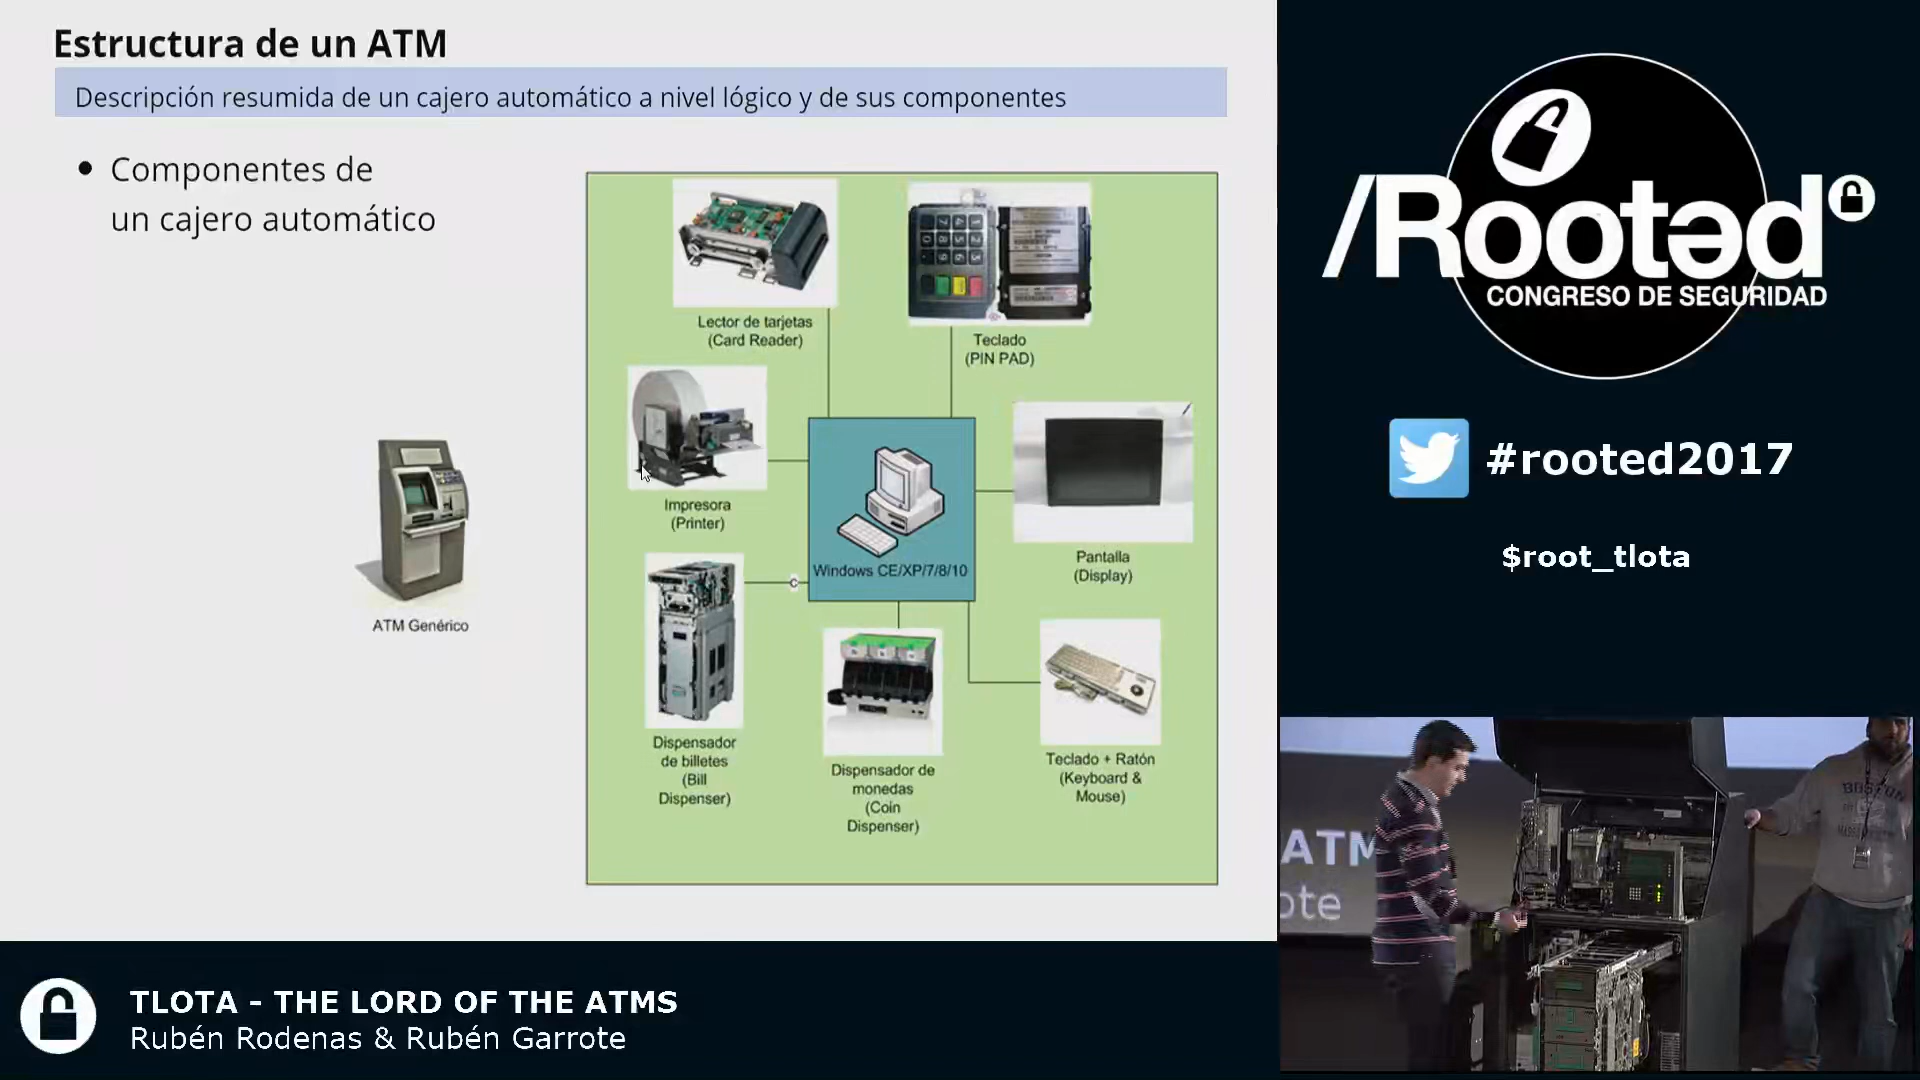 Estructura de un ATM
Descripción resumida de un cajero automático a nivel lógico y de sus componentes
Componentes de
un cajero automático
ATM Genérico
Lector de tarjetas
(Card Reader)
Teclado
(PIN PAD)
Impresora
(Printer)
Windows CE/XP/7/8/10
Pantalla
(Display)
C
Dispensador
de billetes
(Bill
Dispenser)
Dispensador de
monedas
(Coin
Dispenser)
Teclado + Ratón
(Keyboard &
Mouse)
/Rooted
CONGRESO DE SEGURIDAD
#rooted2017
$root_tlota
ATM
ote
BOSTON
TLOTA - THE LORD OF THE ATMS
Rubén Rodenas & Rubén Garrote